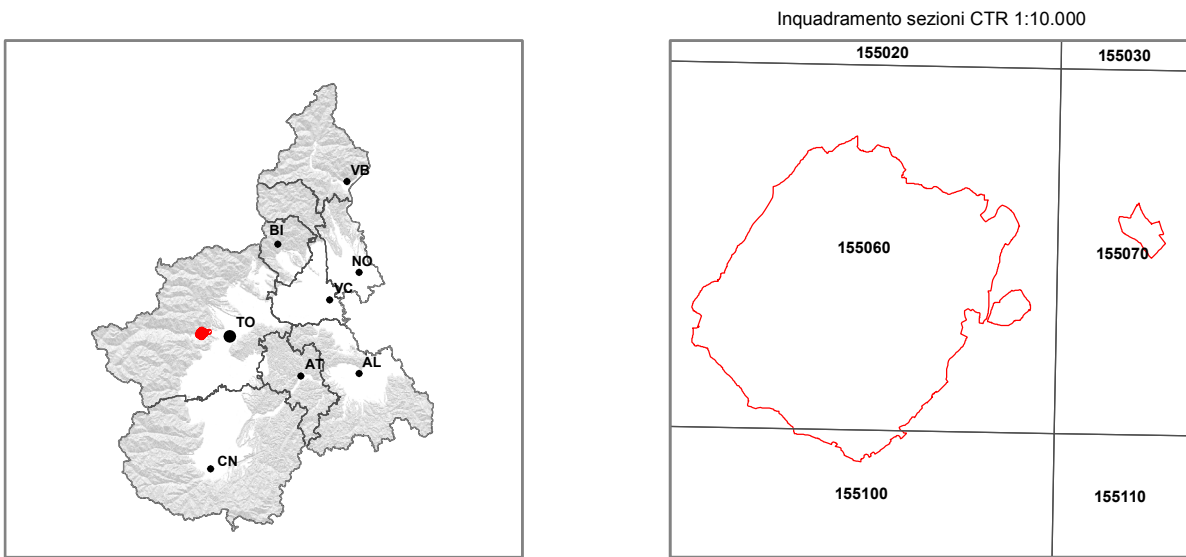 Inquadramento sezioni CTR 1:10.000
VB
BI
NO
VC
TO
AT
AL
CN
155020
155030
155060
155070
155100
155110